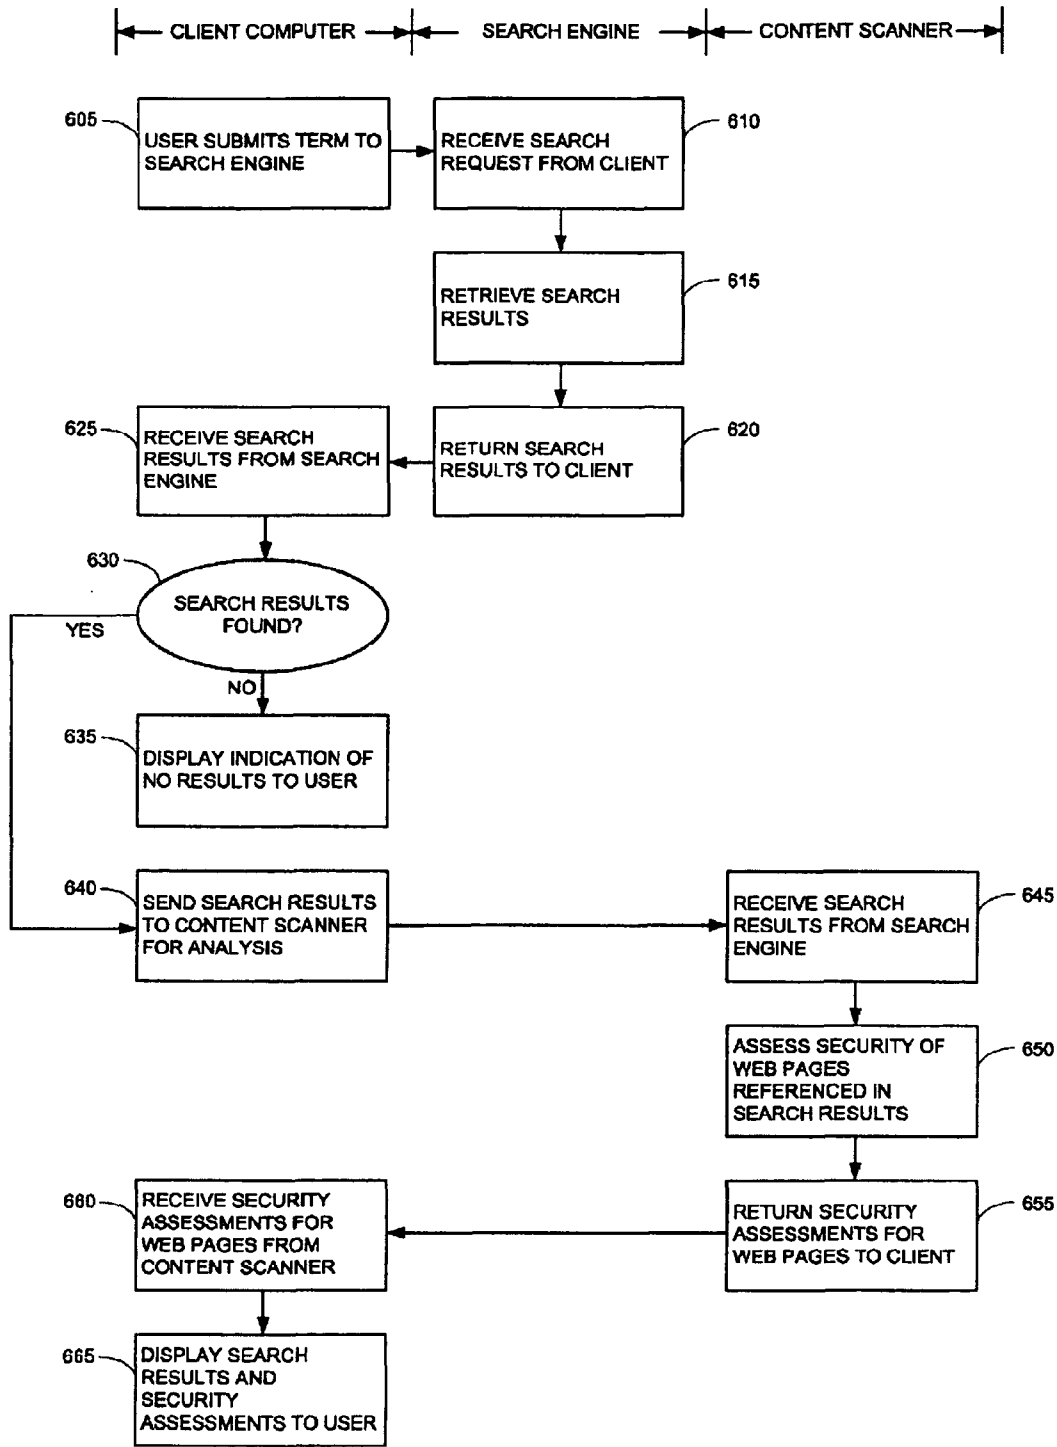 CLIENT COMPUTER SEARCH ENGINE CONTENT SCANNER
605
USER SUBMITS TERM TO
SEARCH ENGINE
RECEIVE SEARCH
REQUEST FROM CLIENT
610
RETRIEVE SEARCH
RESULTS
615
625
RECEIVE SEARCH
RESULTS FROM SEARCH
ENGINE
RETURN SEARCH
RESULTS TO CLIENT
620
630
SEARCH RESULTS
FOUND?
YES
NO
635
DISPLAY INDICATION OF
NO RESULTS TO USER
640
SEND SEARCH RESULTS
TO CONTENT SCANNER
FOR ANALYSIS
RECEIVE SEARCH
RESULTS FROM SEARCH
ENGINE
645
ASSESS SECURITY OF
WEB PAGES
REFERENCED IN
SEARCH RESULTS
650
660
RECEIVE SECURITY
ASSESSMENTS FOR
WEB PAGES FROM
CONTENT SCANNER
RETURN SECURITY
ASSESSMENTS FOR
WEB PAGES TO CLIENT
655
665
DISPLAY SEARCH
RESULTS AND
SECURITY
ASSESSMENTS TO USER